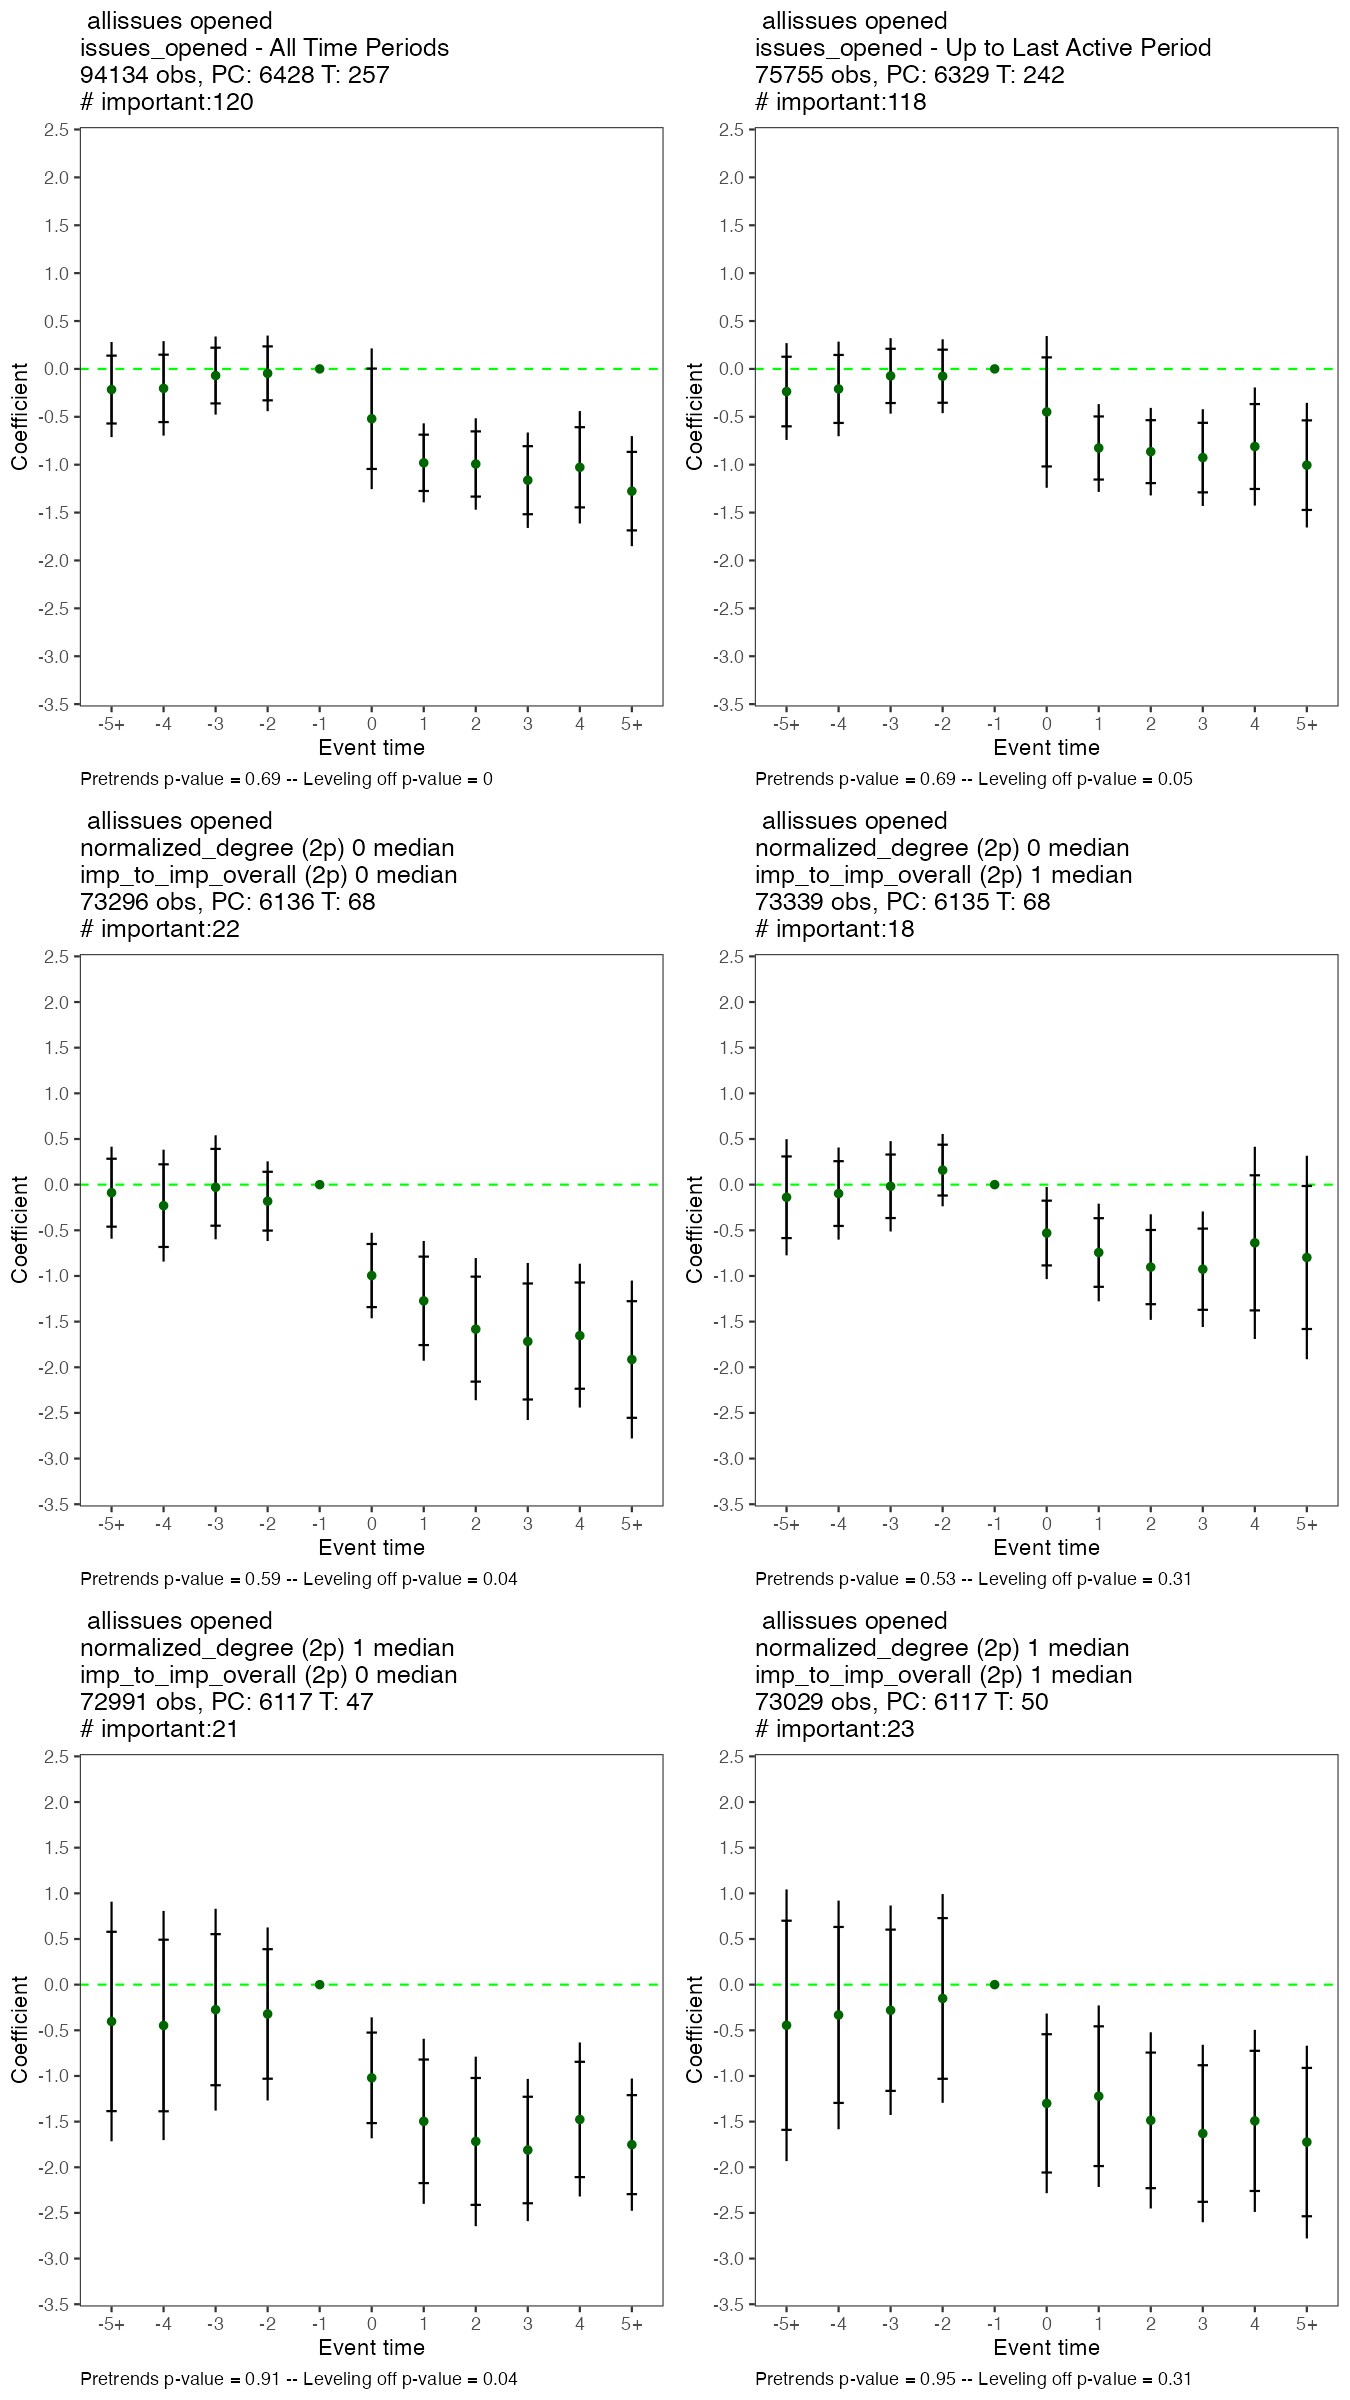 allissues opened
issues_opened - All Time Periods
94134 obs, PC: 6428 T: 257
# important:120
2.5
2.0
1.5
1.0
0.5
0.0
-0.5
-1.0
-1.5
-2.0
-2.5
-3.0
-3.5
Coefficient
-5+ -4 -3 -2 -1 0 1 2 3 4 5+
Event time
Pretrends p-value = 0.69 -- Leveling off p-value = 0
allissues opened
issues_opened - Up to Last Active Period
75755 obs, PC: 6329 T: 242
# important:118
2.5
2.0
1.5
1.0
0.5
0.0
-0.5
-1.0
-1.5
-2.0
-2.5
-3.0
-3.5
Coefficient
-5+ -4 -3 -2 -1 0 1 2 3 4 5+
Event time
Pretrends p-value = 0.69 -- Leveling off p-value = 0.05
allissues opened
normalized_degree (2p) 0 median
imp_to_imp_overall (2p) 0 median
73296 obs, PC: 6136 T: 68
# important:22
2.5
2.0
1.5
1.0
0.5
0.0
-0.5
-1.0
-1.5
-2.0
-2.5
-3.0
-3.5
Coefficient
-5+ -4 -3 -2 -1 0 1 2 3 4 5+
Event time
Pretrends p-value = 0.59 -- Leveling off p-value = 0.04
allissues opened
normalized_degree (2p) 0 median
imp_to_imp_overall (2p) 1 median
73339 obs, PC: 6135 T: 68
# important:18
2.5
2.0
1.5
1.0
0.5
0.0
-0.5
-1.0
-1.5
-2.0
-2.5
-3.0
-3.5
Coefficient
-5+ -4 -3 -2 -1 0 1 2 3 4 5+
Event time
Pretrends p-value = 0.53 -- Leveling off p-value = 0.31
allissues opened
normalized_degree (2p) 1 median
imp_to_imp_overall (2p) 0 median
72991 obs, PC: 6117 T: 47
# important:21
2.5
2.0
1.5
1.0
0.5
0.0
-0.5
-1.0
-1.5
-2.0
-2.5
-3.0
-3.5
Coefficient
-5+ -4 -3 -2 -1 0 1 2 3 4 5+
Event time
Pretrends p-value = 0.91 -- Leveling off p-value = 0.04
allissues opened
normalized_degree (2p) 1 median
imp_to_imp_overall (2p) 1 median
73029 obs, PC: 6117 T: 50
# important:23
2.5
2.0
1.5
1.0
0.5
0.0
-0.5
-1.0
-1.5
-2.0
-2.5
-3.0
-3.5
Coefficient
-5+ -4 -3 -2 -1 0 1 2 3 4 5+
Event time
Pretrends p-value = 0.95 -- Leveling off p-value = 0.31